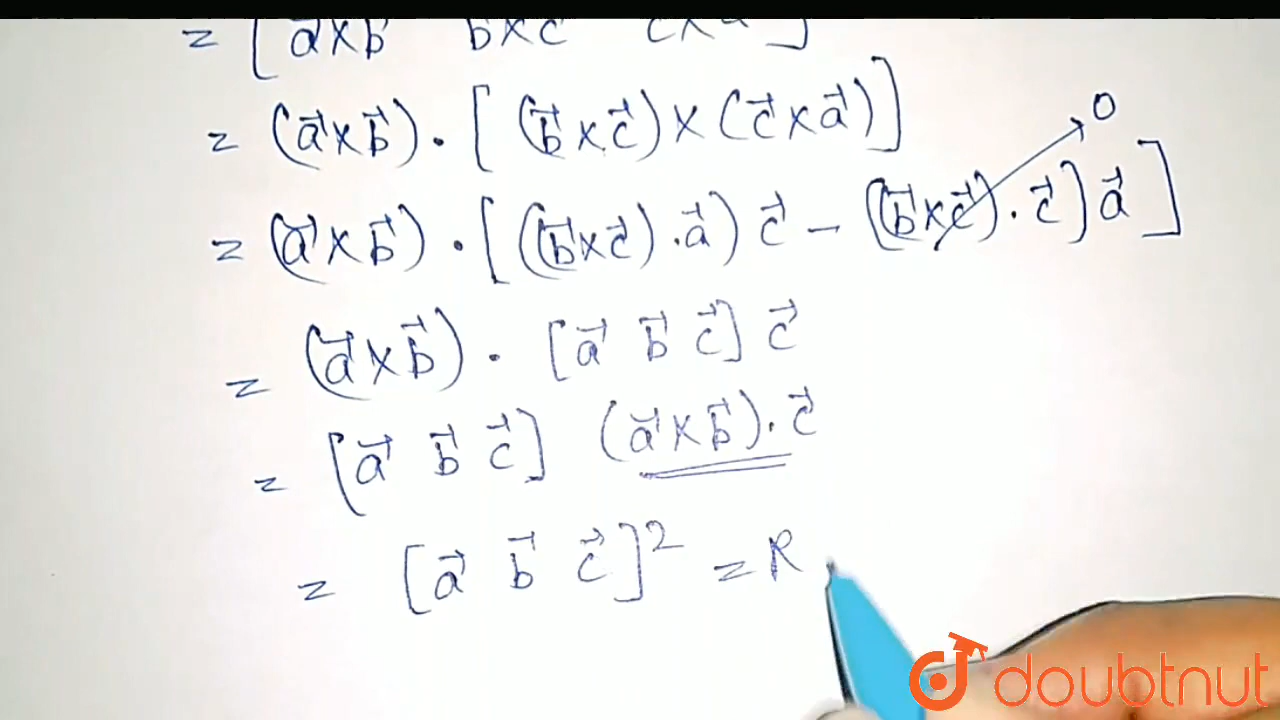 = [a⃗×b⃗ b⃗×c⃗ c⃗×a⃗]
= (a⃗×b⃗)·[(b⃗×c⃗)×(c⃗×a⃗)]
0
= (a⃗×b⃗)·[((b⃗×c⃗)·a⃗) c⃗ – (b⃗×c⃗)·c⃗) a⃗]
= (a⃗×b⃗)· [a⃗ b⃗ c⃗] c⃗
= [a⃗ b⃗ c⃗] (a⃗×b⃗)·c⃗
= [a⃗ b⃗ c⃗]² = R
doubtnut